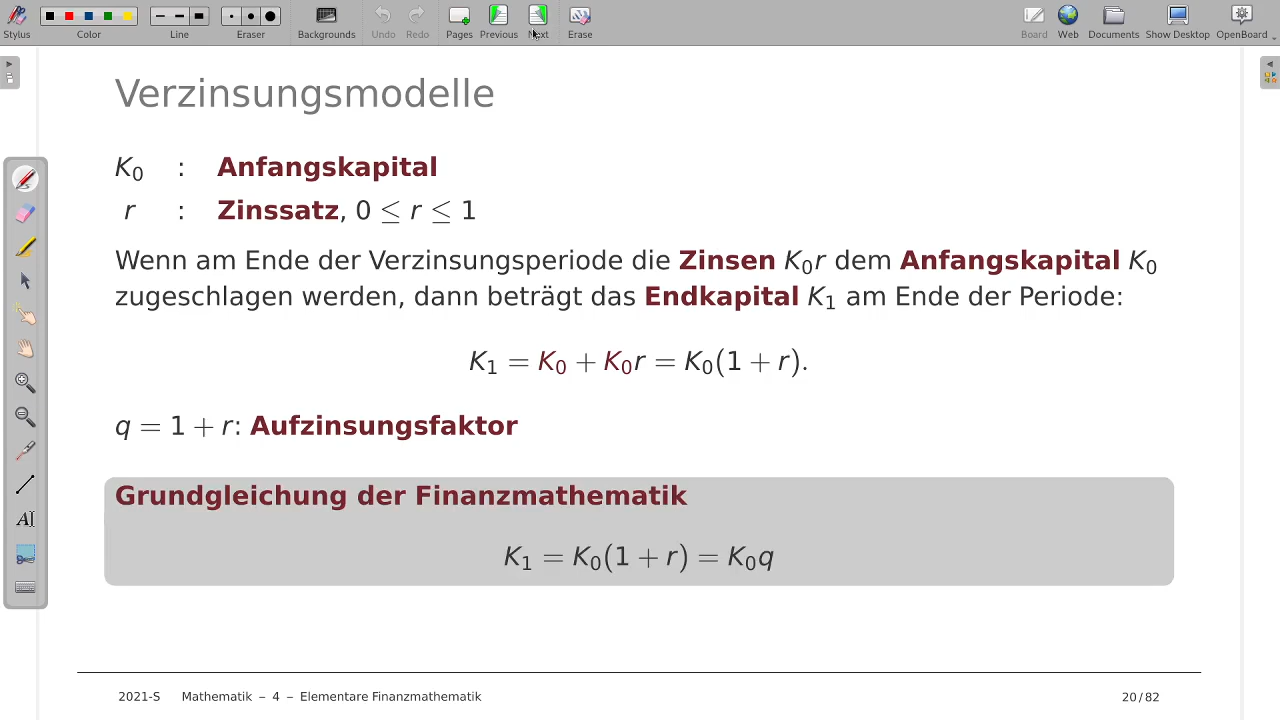 Stylus Color Line Eraser Backgrounds Undo Redo Pages Previous Next Erase Board Web Documents Show Desktop OpenBoard
Verzinsungsmodelle
K₀ : Anfangskapital
r : Zinssatz, 0 ≤ r ≤ 1
Wenn am Ende der Verzinsungsperiode die Zinsen K₀r dem Anfangskapital K₀
zugeschlagen werden, dann beträgt das Endkapital K₁ am Ende der Periode:
K₁ = K₀ + K₀r = K₀(1 + r).
q = 1 + r: Aufzinsungsfaktor
Grundgleichung der Finanzmathematik
K₁ = K₀(1 + r) = K₀q
2021-S Mathematik – 4 – Elementare Finanzmathematik 20 / 82